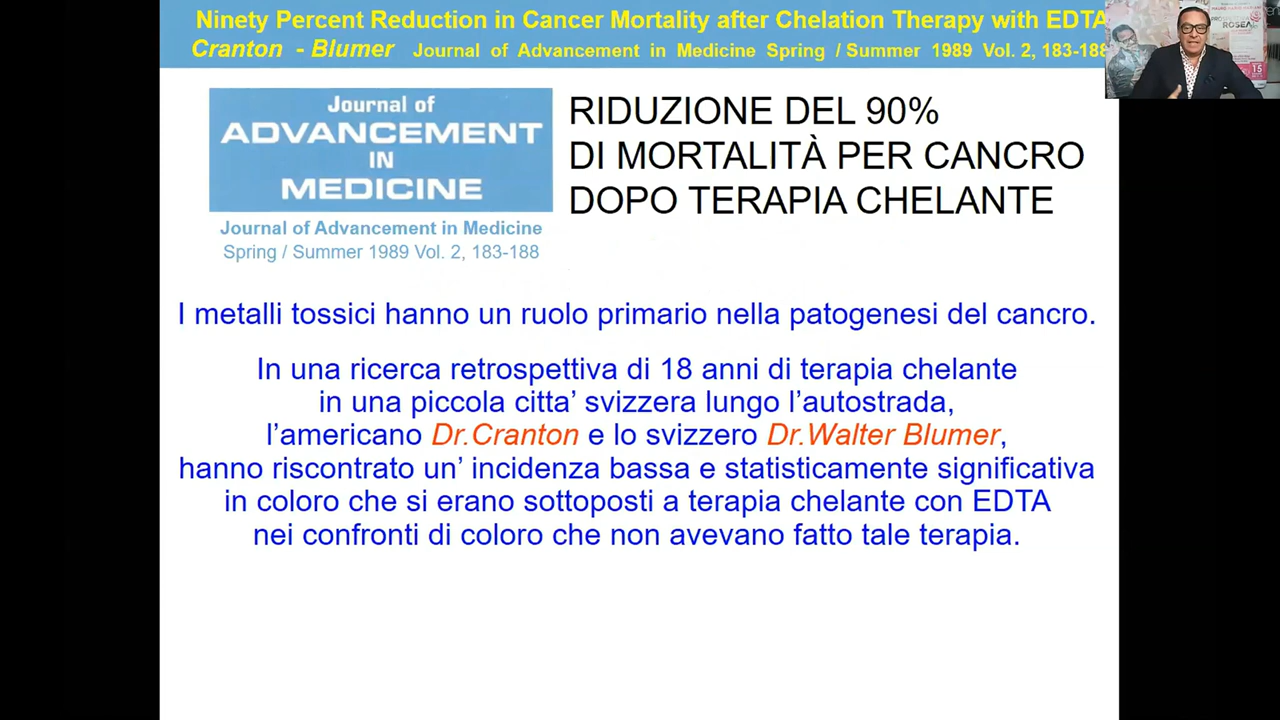 Ninety Percent Reduction in Cancer Mortality after Chelation Therapy with EDTA
Cranton - Blumer Journal of Advancement in Medicine Spring / Summer 1989 Vol. 2, 183-188
Journal of
ADVANCEMENT
IN
MEDICINE
Journal of Advancement in Medicine
Spring / Summer 1989 Vol. 2, 183-188
RIDUZIONE DEL 90%
DI MORTALITÀ PER CANCRO
DOPO TERAPIA CHELANTE
I metalli tossici hanno un ruolo primario nella patogenesi del cancro.
In una ricerca retrospettiva di 18 anni di terapia chelante
in una piccola citta’ svizzera lungo l’autostrada,
l’americano Dr.Cranton e lo svizzero Dr.Walter Blumer,
hanno riscontrato un’ incidenza bassa e statisticamente significativa
in coloro che si erano sottoposti a terapia chelante con EDTA
nei confronti di coloro che non avevano fatto tale terapia.
ROSEA
15